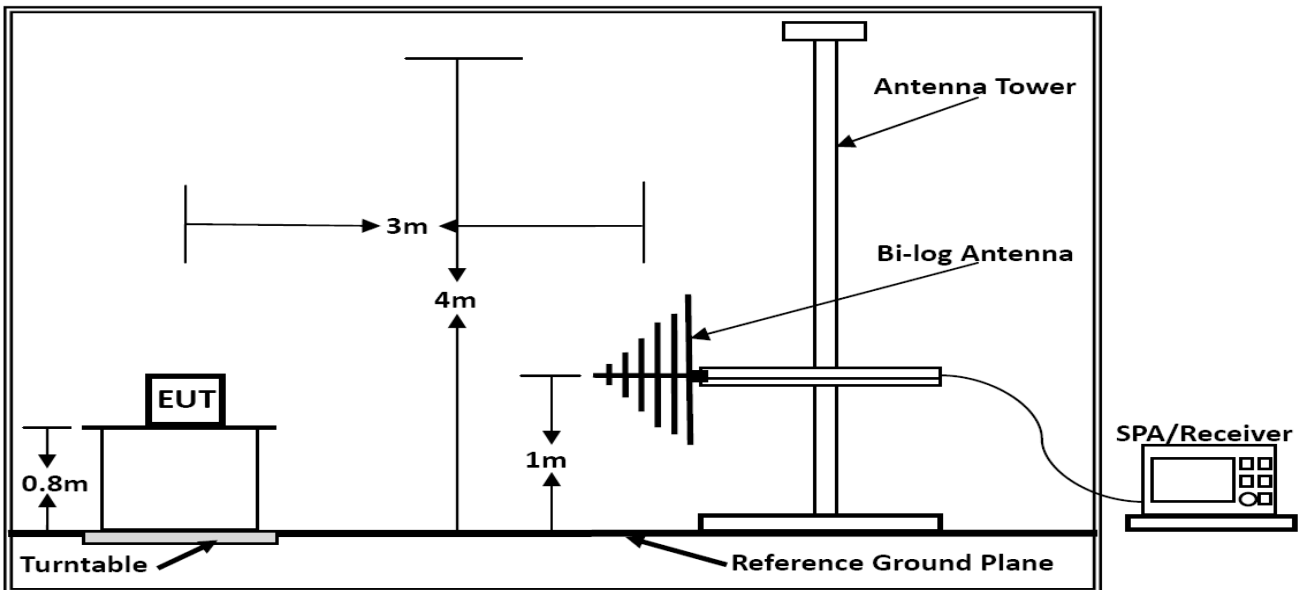 Antenna Tower
3m
Bi-log Antenna
4m
EUT
SPA/Receiver
1m
0.8m
Turntable
Reference Ground Plane